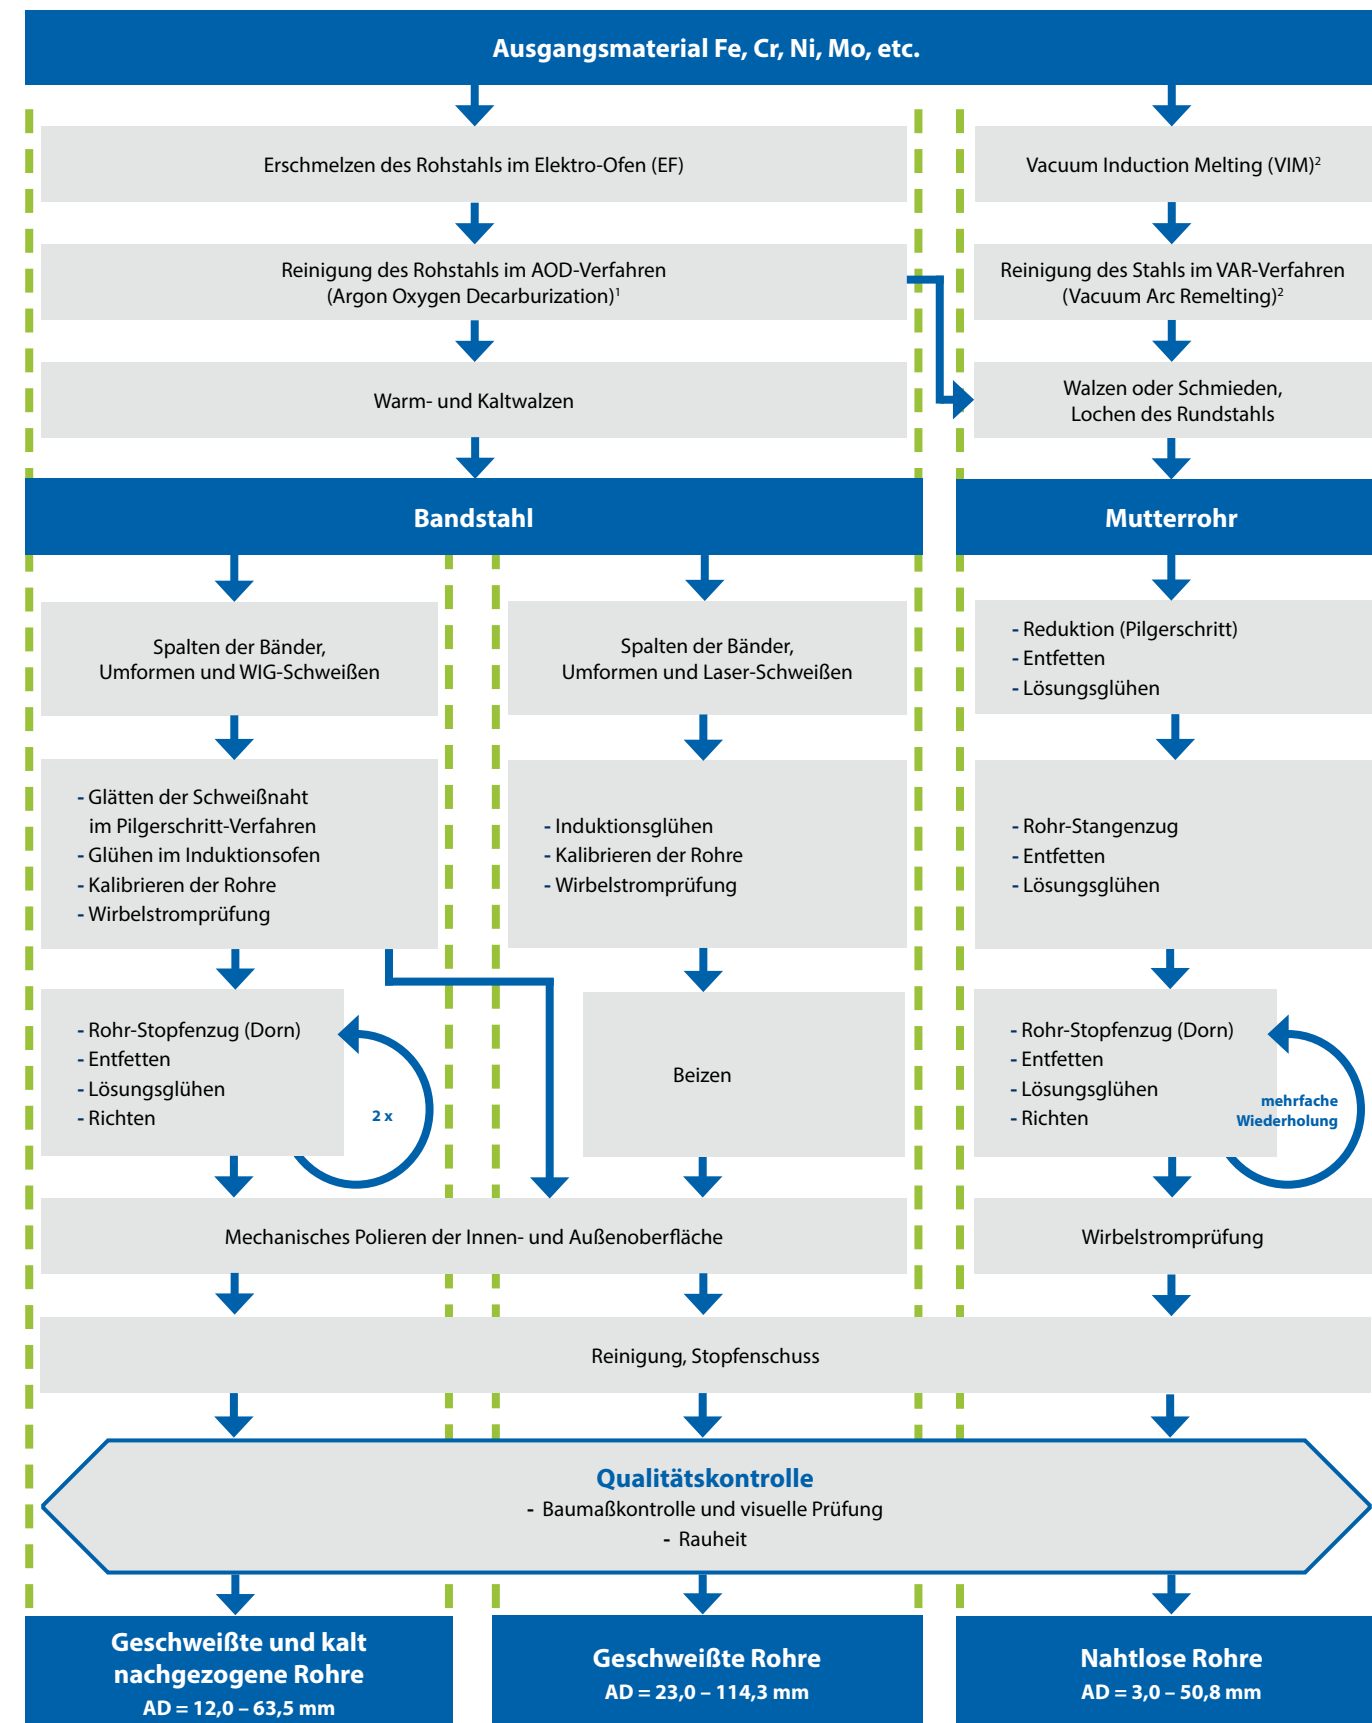 Ausgangsmaterial Fe, Cr, Ni, Mo, etc.
Erschmelzen des Rohstahls im Elektro-Ofen (EF)
Vacuum Induction Melting (VIM)²
Reinigung des Rohstahls im AOD-Verfahren
(Argon Oxygen Decarburization)¹
Reinigung des Stahls im VAR-Verfahren
(Vacuum Arc Remelting)²
Warm- und Kaltwalzen
Walzen oder Schmieden,
Lochen des Rundstahls
Bandstahl
Mutterrohr
Spalten der Bänder,
Umformen und WIG-Schweißen
Spalten der Bänder,
Umformen und Laser-Schweißen
- Reduktion (Pilgerschritt)
- Entfetten
- Lösungsglühen
- Glätten der Schweißnaht
im Pilgerschritt-Verfahren
- Glühen im Induktionsofen
- Kalibrieren der Rohre
- Wirbelstromprüfung
- Induktionsglühen
- Kalibrieren der Rohre
- Wirbelstromprüfung
- Rohr-Stangenzug
- Entfetten
- Lösungsglühen
- Rohr-Stopfenzug (Dorn)
- Entfetten
- Lösungsglühen
- Richten
2 x
Beizen
- Rohr-Stopfenzug (Dorn)
- Entfetten
- Lösungsglühen
- Richten
mehrfache
Wiederholung
Mechanisches Polieren der Innen- und Außenoberfläche
Wirbelstromprüfung
Reinigung, Stopfenschuss
Qualitätskontrolle
- Baumaßkontrolle und visuelle Prüfung
- Rauheit
Geschweißte und kalt
nachgezogene Rohre
AD = 12,0 – 63,5 mm
Geschweißte Rohre
AD = 23,0 – 114,3 mm
Nahtlose Rohre
AD = 3,0 – 50,8 mm